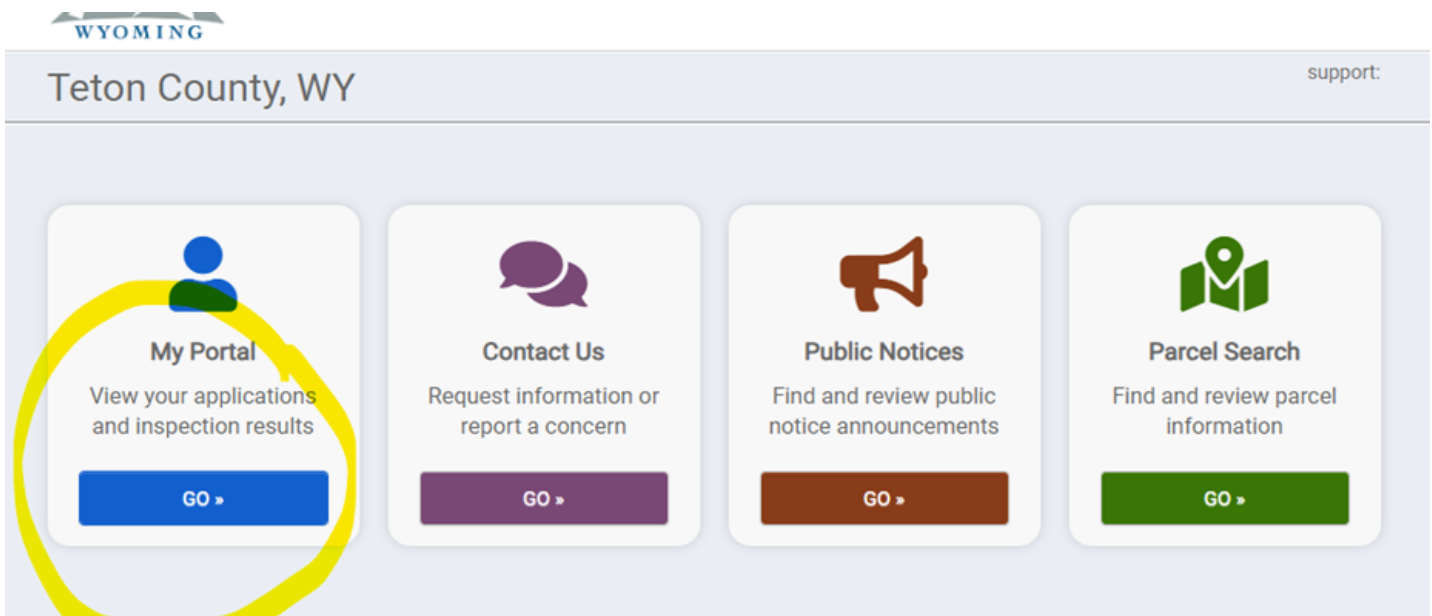 WYOMING
Teton County, WY
support:
My Portal
View your applications
and inspection results
GO »
Contact Us
Request information or
report a concern
GO »
Public Notices
Find and review public
notice announcements
GO »
Parcel Search
Find and review parcel
information
GO »